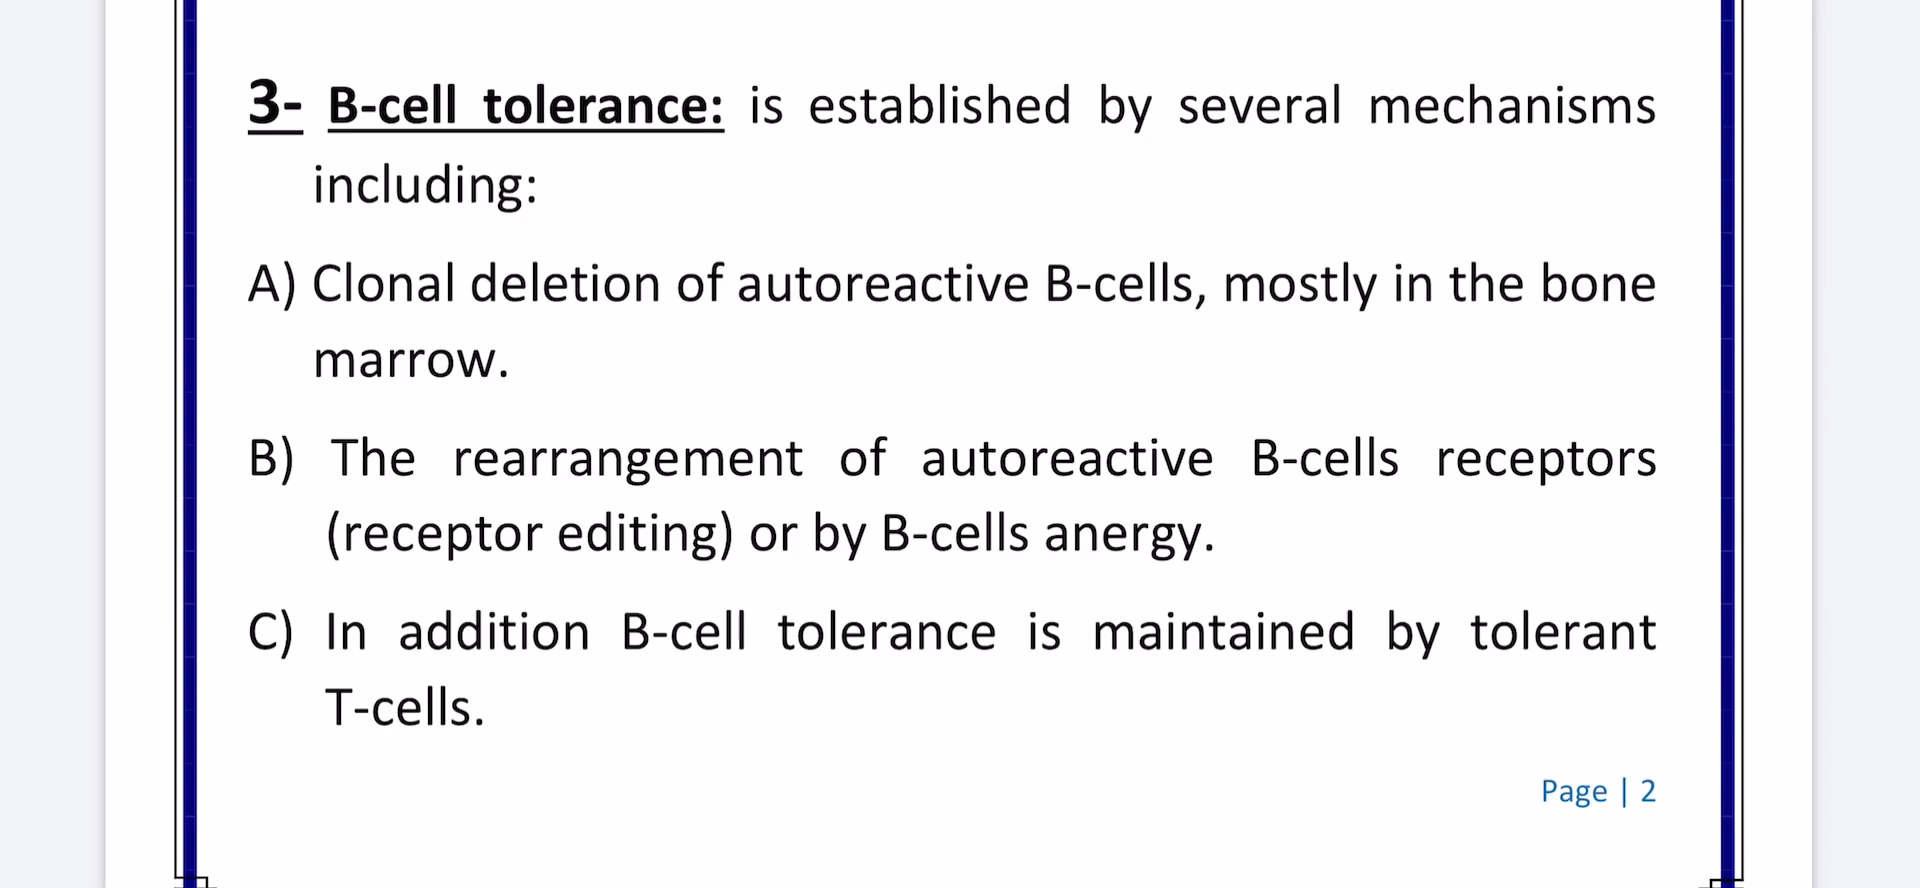 3- B-cell tolerance: is established by several mechanisms
including:
A) Clonal deletion of autoreactive B-cells, mostly in the bone
marrow.
B) The rearrangement of autoreactive B-cells receptors
(receptor editing) or by B-cells anergy.
C) In addition B-cell tolerance is maintained by tolerant
T-cells.
Page | 2